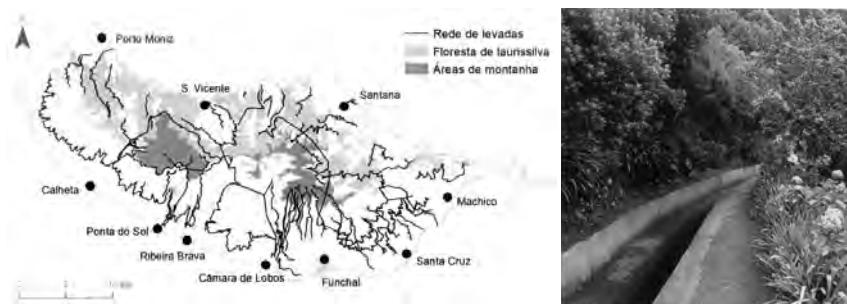 Porto Moniz
Rede de levadas
Floresta de laurissilva
Áreas de montanha
S. Vicente
Santana
Calheta
Machico
Ponta do Sol
Ribeira Brava
Santa Cruz
Câmara de Lobos
Funchal